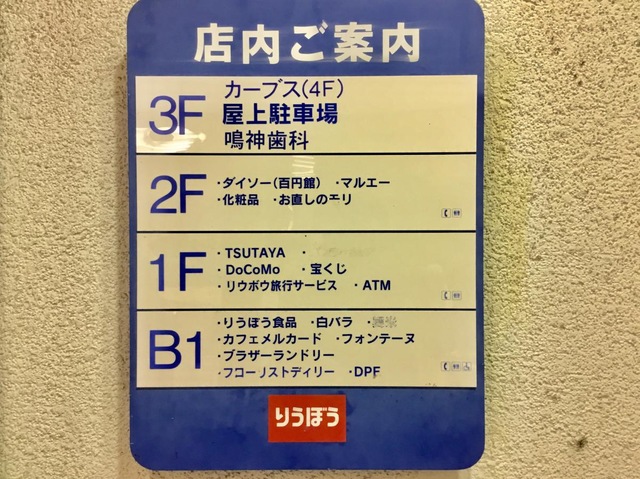 店内ご案内
3F
カーブス(4F)
屋上駐車場
鳴神歯科
2F
・ダイソー(百円館) ・マルエー
・化粧品 ・お直しのエリ
1F
・TSUTAYA ・
・DoCoMo ・宝くじ
・リウボウ旅行サービス ・ATM
B1
・りうぼう食品 ・白バラ ・
・カフェメルカード ・フォンテーヌ
・ブラザーランドリー
・フローリストディリー ・DPF
りうぼう